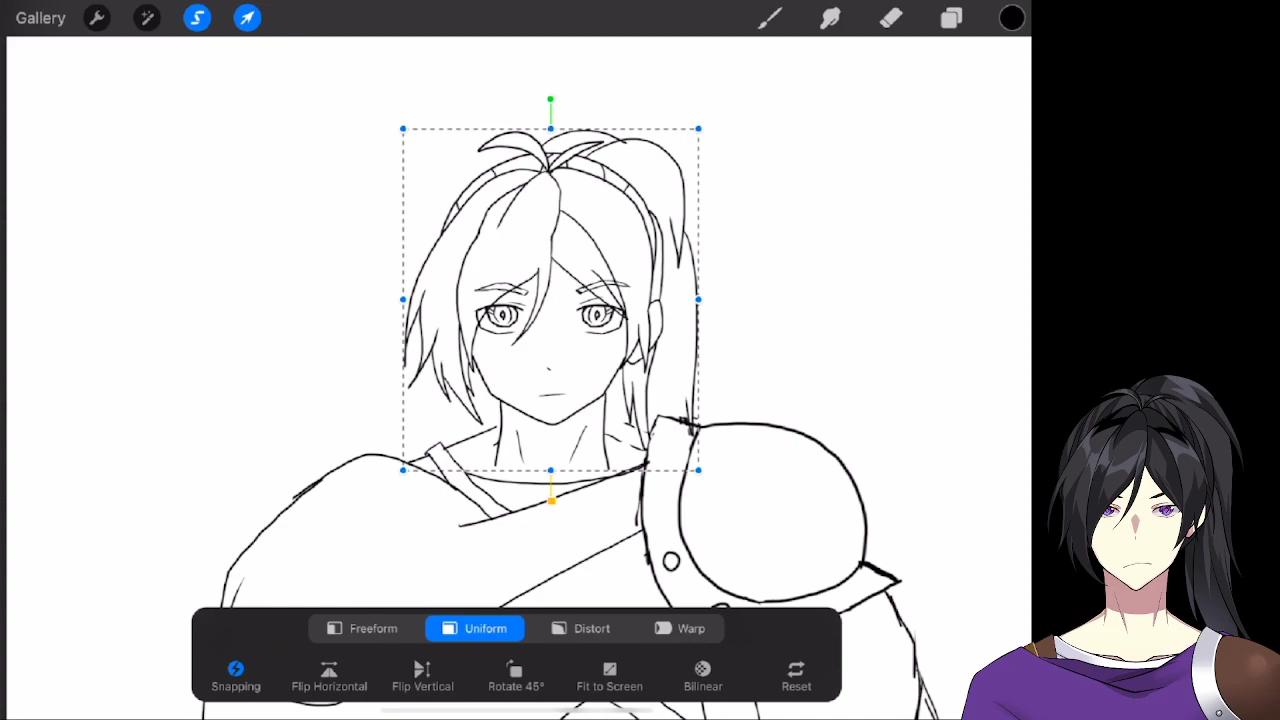 Gallery
Freeform Uniform Distort Warp
Snapping Flip Horizontal Flip Vertical Rotate 45° Fit to Screen Bilinear Reset